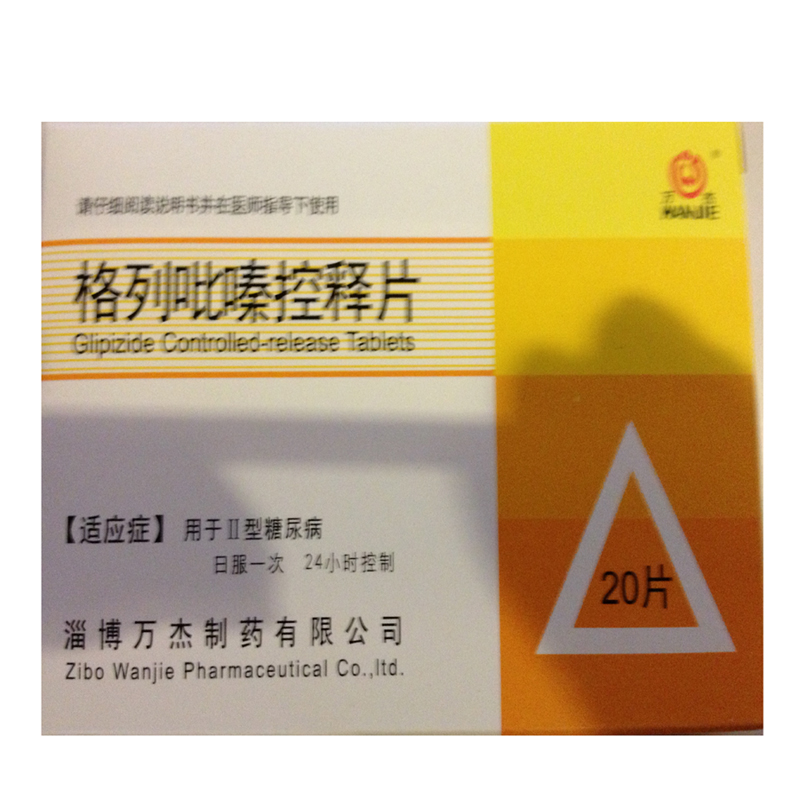 万杰
WANJIE
请仔细阅读说明书并在医师指导下使用
格列吡嗪控释片
Glipizide Controlled-release Tablets
【适应症】 用于Ⅱ型糖尿病
日服一次 24小时控制
20片
淄博万杰制药有限公司
Zibo Wanjie Pharmaceutical Co.,ltd.